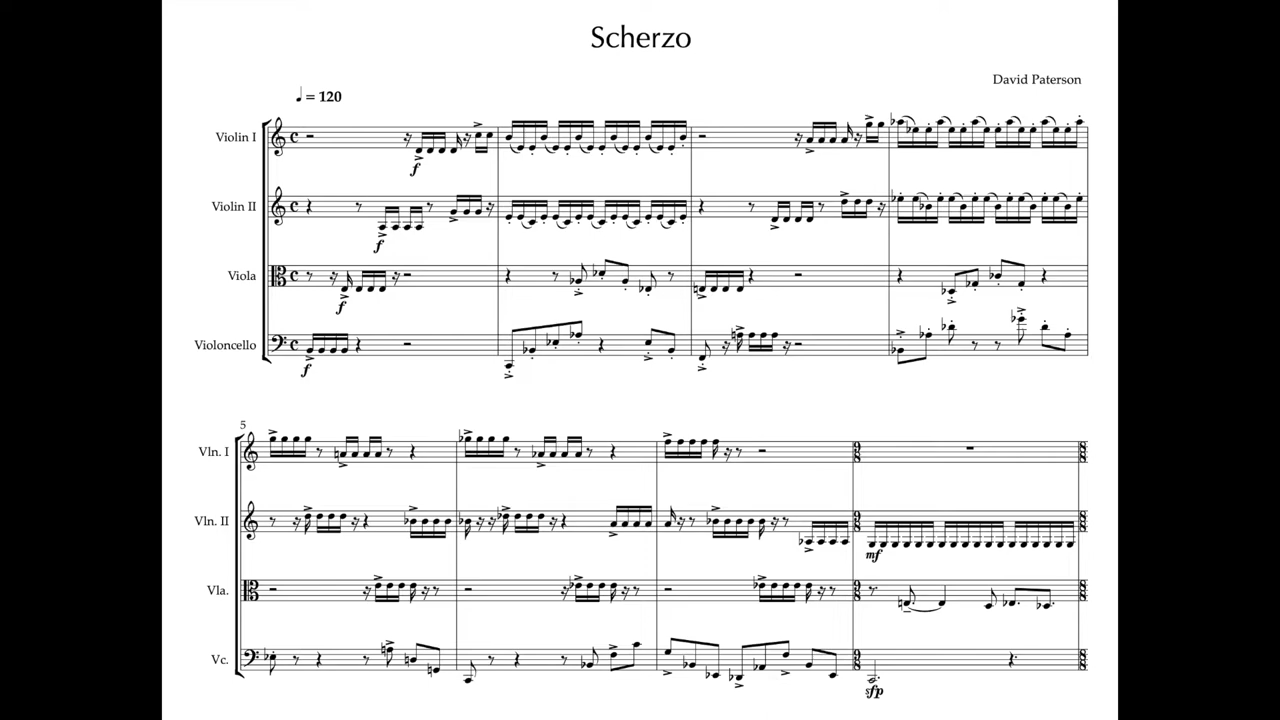 Scherzo
David Paterson
♩ = 120
Violin I
f
Violin II
f
Viola
f
Violoncello
f
5
Vln. I
Vln. II
mf
Vla.
Vc.
sfp